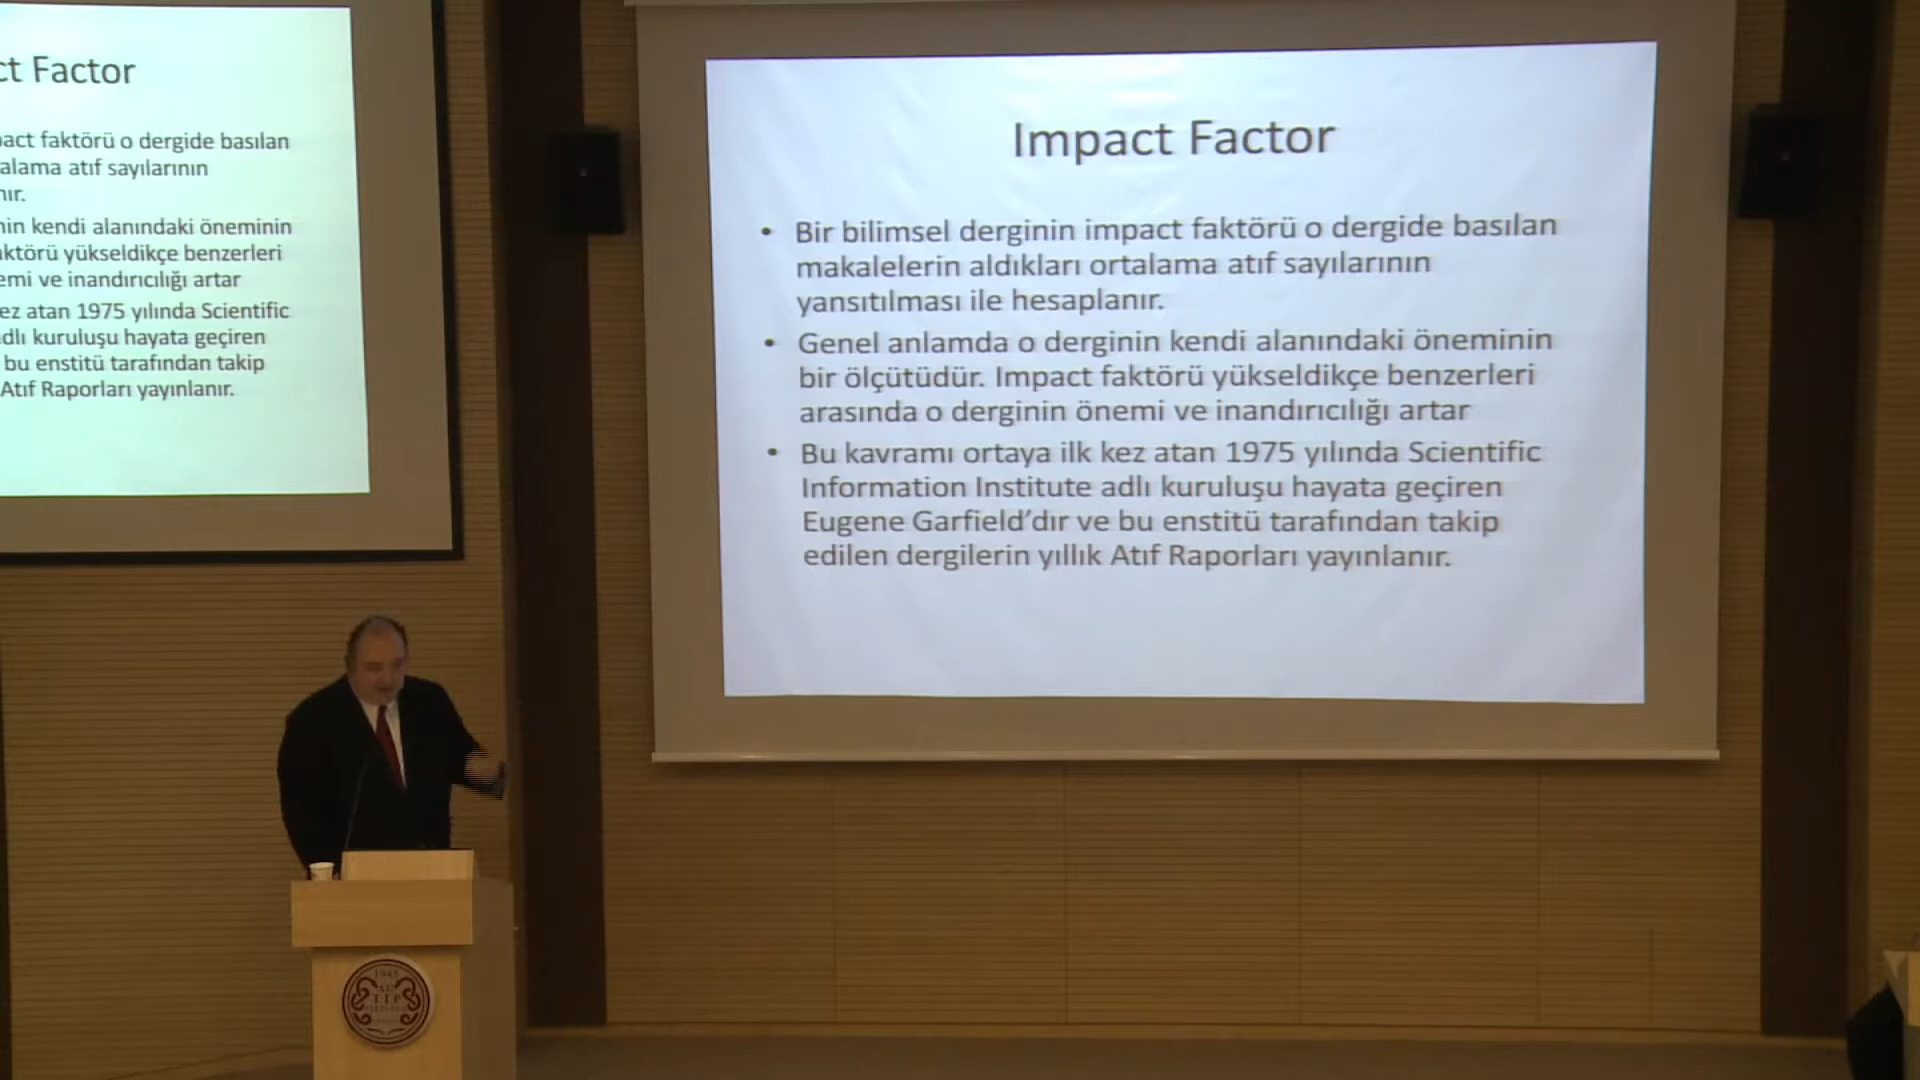 ct Factor
act faktörü o dergide basılan
alama atıf sayılarının
nır.
nin kendi alanındaki öneminin
aktörü yükseldikçe benzerleri
emi ve inandırıcılığı artar
ez atan 1975 yılında Scientific
dlı kuruluşu hayata geçiren
bu enstitü tarafından takip
Atıf Raporları yayınlanır.
Impact Factor
• Bir bilimsel derginin impact faktörü o dergide basılan
makalelerin aldıkları ortalama atıf sayılarının
yansıtılması ile hesaplanır.
• Genel anlamda o derginin kendi alanındaki öneminin
bir ölçütüdür. Impact faktörü yükseldikçe benzerleri
arasında o derginin önemi ve inandırıcılığı artar
• Bu kavramı ortaya ilk kez atan 1975 yılında Scientific
Information Institute adlı kuruluşu hayata geçiren
Eugene Garfield’dır ve bu enstitü tarafından takip
edilen dergilerin yıllık Atıf Raporları yayınlanır.
1945
TIP